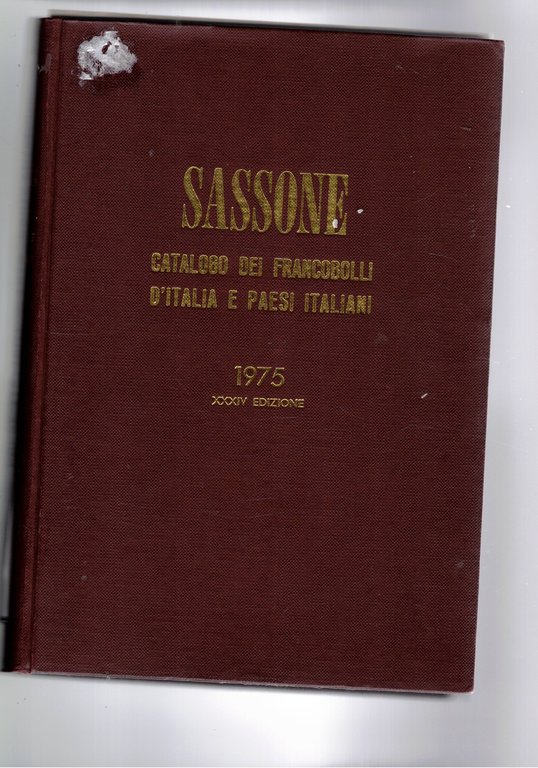 SASSONE
CATALOGO DEI FRANCOBOLLI
D'ITALIA E PAESI ITALIANI
1975
XXXIV EDIZIONE